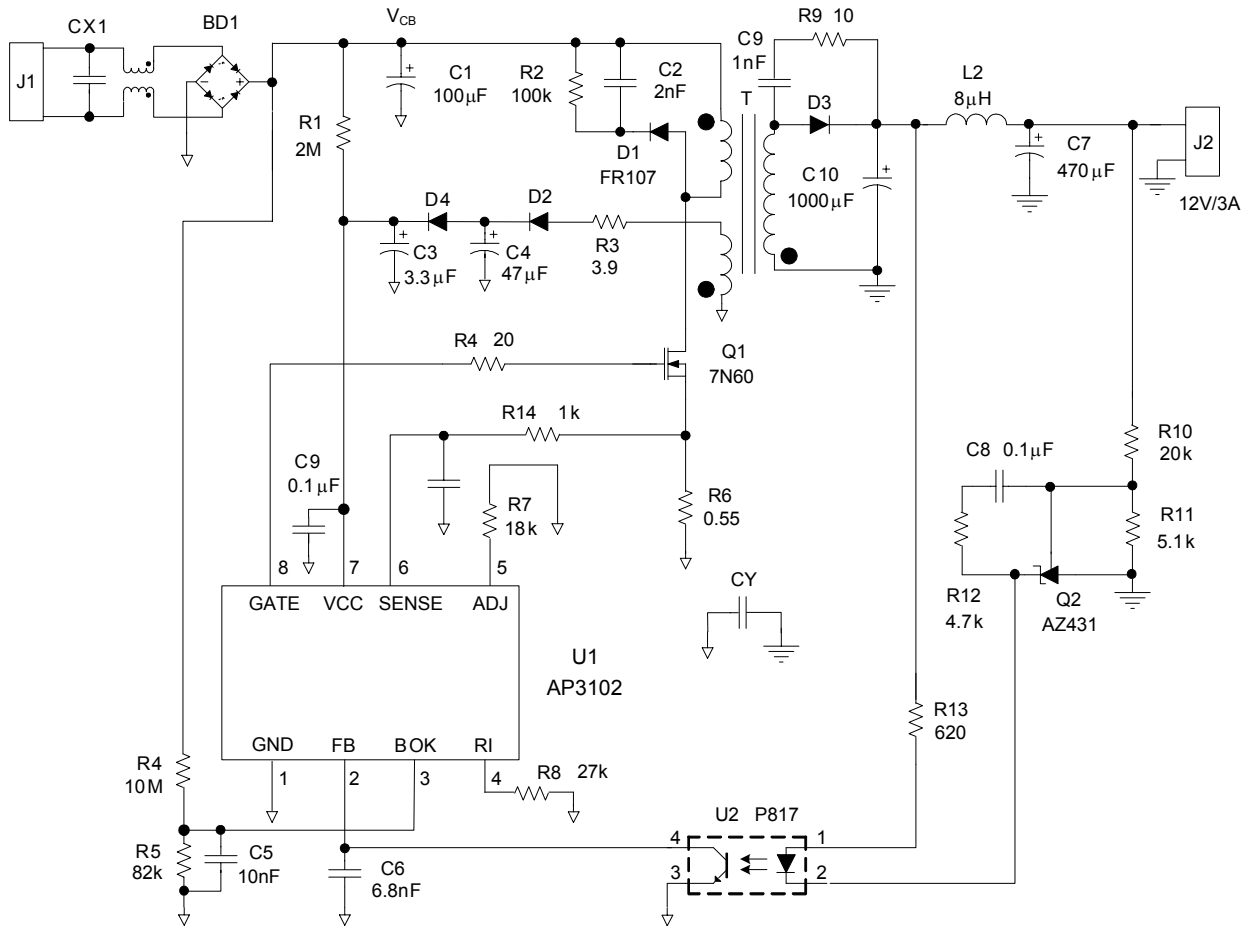 CX1
BD1
VCB
J1
C1
100μF
R2
100k
C2
2nF
C9
1nF
R9 10
T
D3
L2
8μH
J2
12V/3A
C7
470μF
C10
1000μF
R1
2M
D1
FR107
D4
D2
C3
3.3μF
C4
47μF
R3
3.9
R4 20
Q1
7N60
R14 1k
C9
0.1μF
R7
18k
R6
0.55
R10
20k
C8 0.1μF
R11
5.1k
R12
4.7k
Q2
AZ431
8
7
6
5
GATE
VCC
SENSE
ADJ
CY
U1
AP3102
GND
FB
BOK
RI
1
2
3
4
R4
10M
R8 27k
R13
620
R5
82k
C5
10nF
C6
6.8nF
U2 P817
4
1
3
2